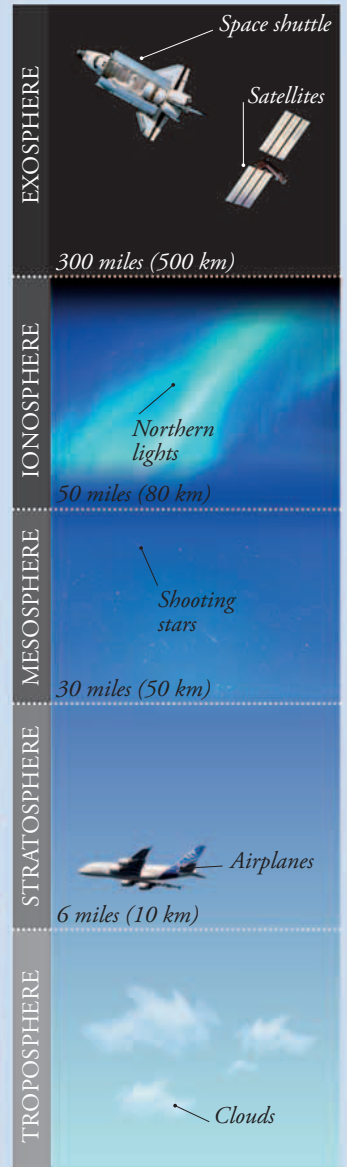 EXOSPHERE
Space shuttle
Satellites
300 miles (500 km)
IONOSPHERE
Northern
lights
50 miles (80 km)
MESOSPHERE
Shooting
stars
30 miles (50 km)
STRATOSPHERE
Airplanes
6 miles (10 km)
TROPOSPHERE
Clouds